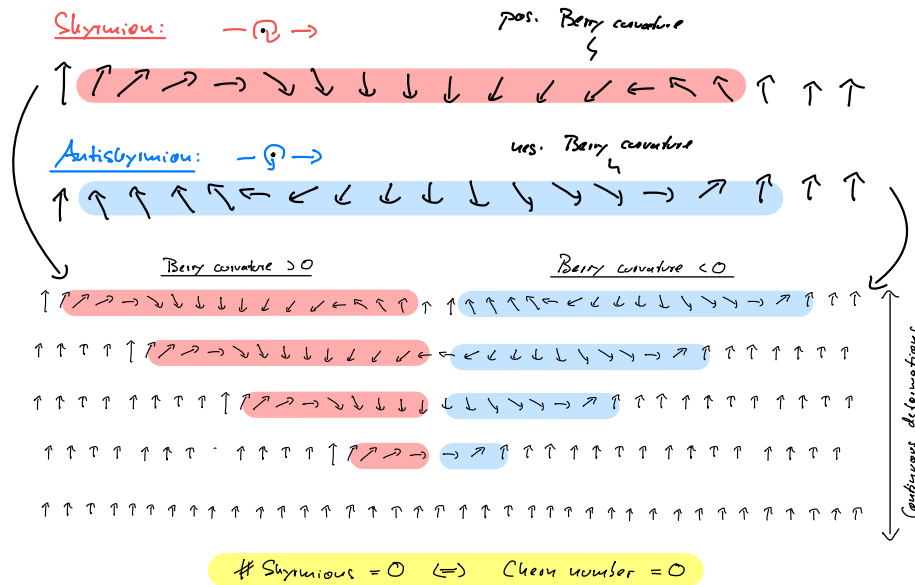 Skyrmion:
pos. Berry curvature
Antiskyrmion:
neg. Berry curvature
Berry curvature > 0
Berry curvature < 0
Continuous deformations
# Skyrmions = 0 <=> Chern number = 0